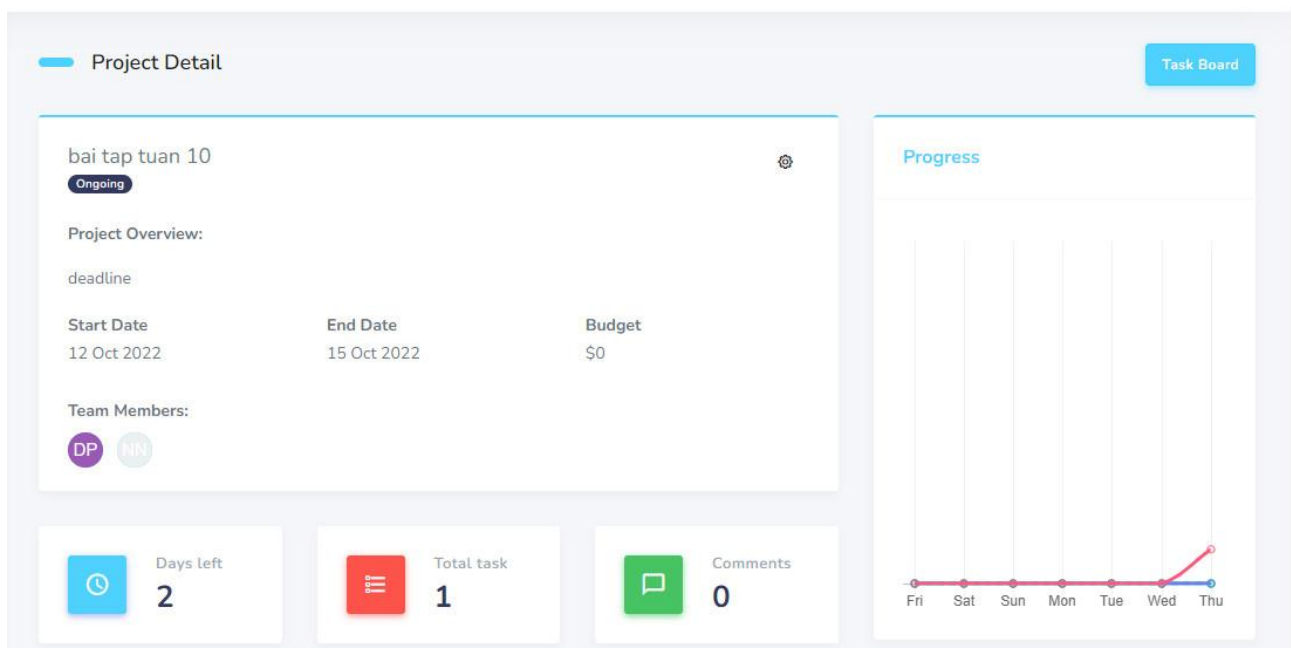 Project Detail
Task Board
bai tap tuan 10
Ongoing
Project Overview:
deadline
Start Date End Date Budget
12 Oct 2022 15 Oct 2022 $0
Team Members:
DP NN
Days left
2
Total task
1
Comments
0
Progress
Fri Sat Sun Mon Tue Wed Thu